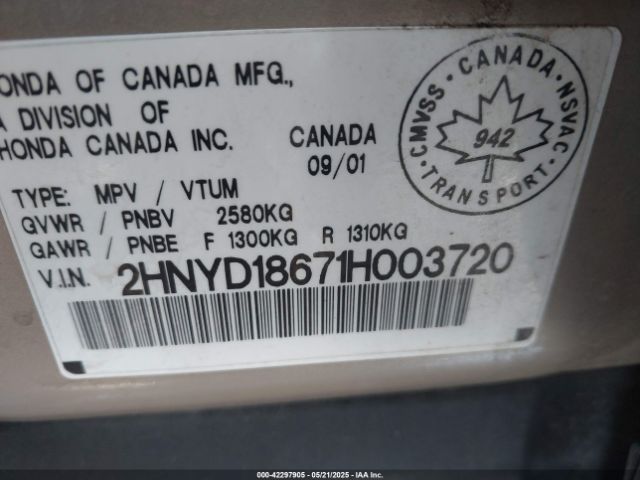 ONDA OF CANADA MFG.,
A DIVISION OF
HONDA CANADA INC.
CANADA
09/01
TYPE: MPV / VTUM
GVWR / PNBV 2580KG
GAWR / PNBE F 1300KG R 1310KG
V.I.N. 2HNYD18671H003720
CMVSS · CANADA · NSVAC · TRANSPORT ·
942
000-42297905 - 05/21/2025 - IAA Inc.